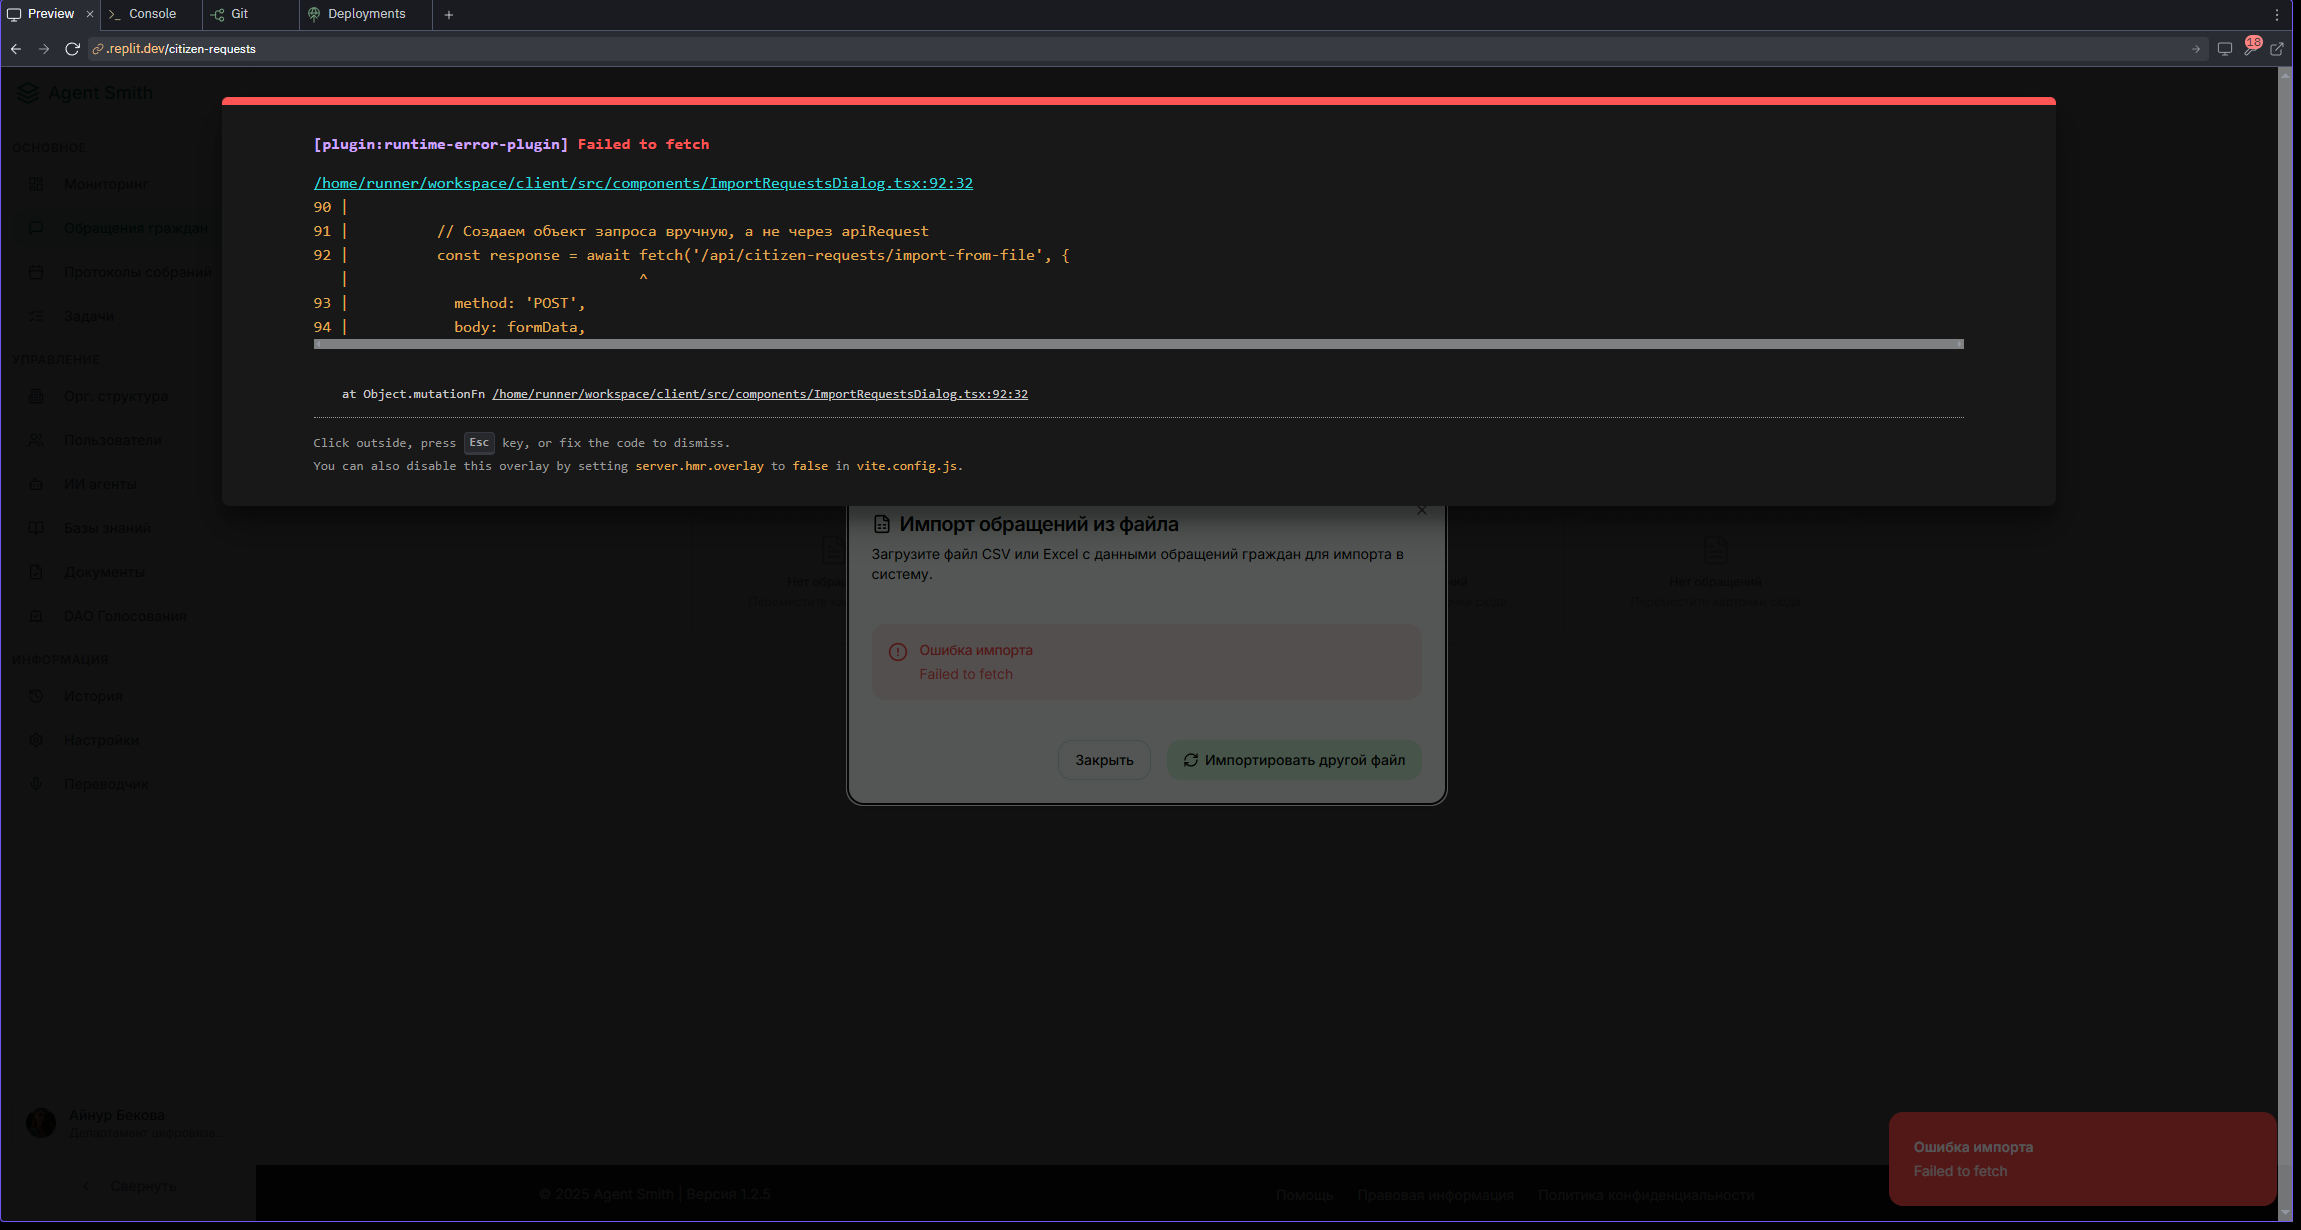 Preview
Console
Git
Deployments
.replit.dev/citizen-requests
18
Agent Smith
[plugin:runtime-error-plugin] Failed to fetch
/home/runner/workspace/client/src/components/ImportRequestsDialog.tsx:92:32
90 |
91 | // Создаем объект запроса вручную, а не через apiRequest
92 | const response = await fetch('/api/citizen-requests/import-from-file', {
| ^
93 | method: 'POST',
94 | body: formData,
at Object.mutationFn /home/runner/workspace/client/src/components/ImportRequestsDialog.tsx:92:32
Click outside, press Esc key, or fix the code to dismiss.
You can also disable this overlay by setting server.hmr.overlay to false in vite.config.js.
ОСНОВНОЕ
Мониторинг
Обращения граждан
Протоколы собраний
Задачи
УПРАВЛЕНИЕ
Орг. структура
Пользователи
ИИ агенты
Базы знаний
Документы
DAO Голосования
ИНФОРМАЦИЯ
История
Настройки
Переводчик
Импорт обращений из файла
Загрузите файл CSV или Excel с данными обращений граждан для импорта в
систему.
Ошибка импорта
Failed to fetch
Закрыть
Импортировать другой файл
Нет обращений
Переместите карточки сюда
Айнур Бекова
Свернуть
© 2025 Agent Smith | Версия 1.2.5
Помощь
Правовая информация
Политика конфиденциальности
Ошибка импорта
Failed to fetch